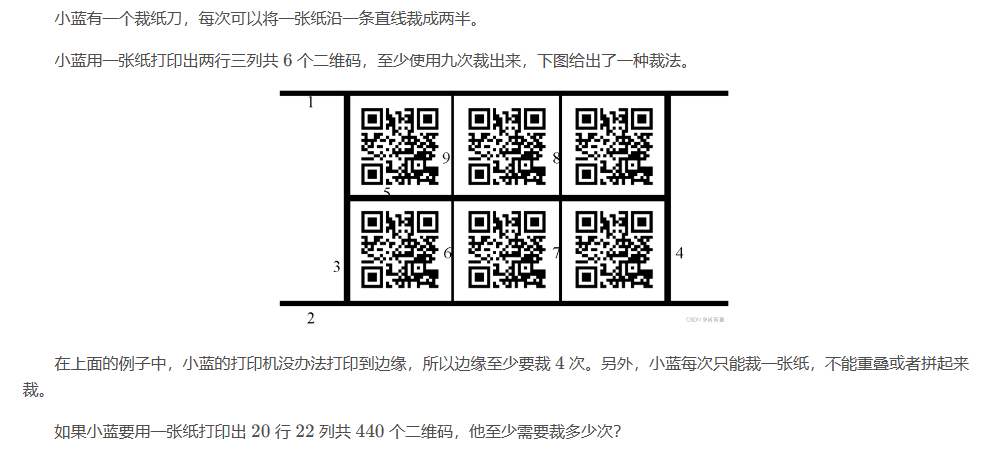 小蓝有一个裁纸刀，每次可以将一张纸沿一条直线裁成两半。
小蓝用一张纸打印出两行三列共 6 个二维码，至少使用九次裁出来，下图给出了一种裁法。
1
9
8
5
3
6
7
4
2
在上面的例子中，小蓝的打印机没办法打印到边缘，所以边缘至少要裁 4 次。另外，小蓝每次只能裁一张纸，不能重叠或者拼起来
裁。
如果小蓝要用一张纸打印出 20 行 22 列共 440 个二维码，他至少需要裁多少次？